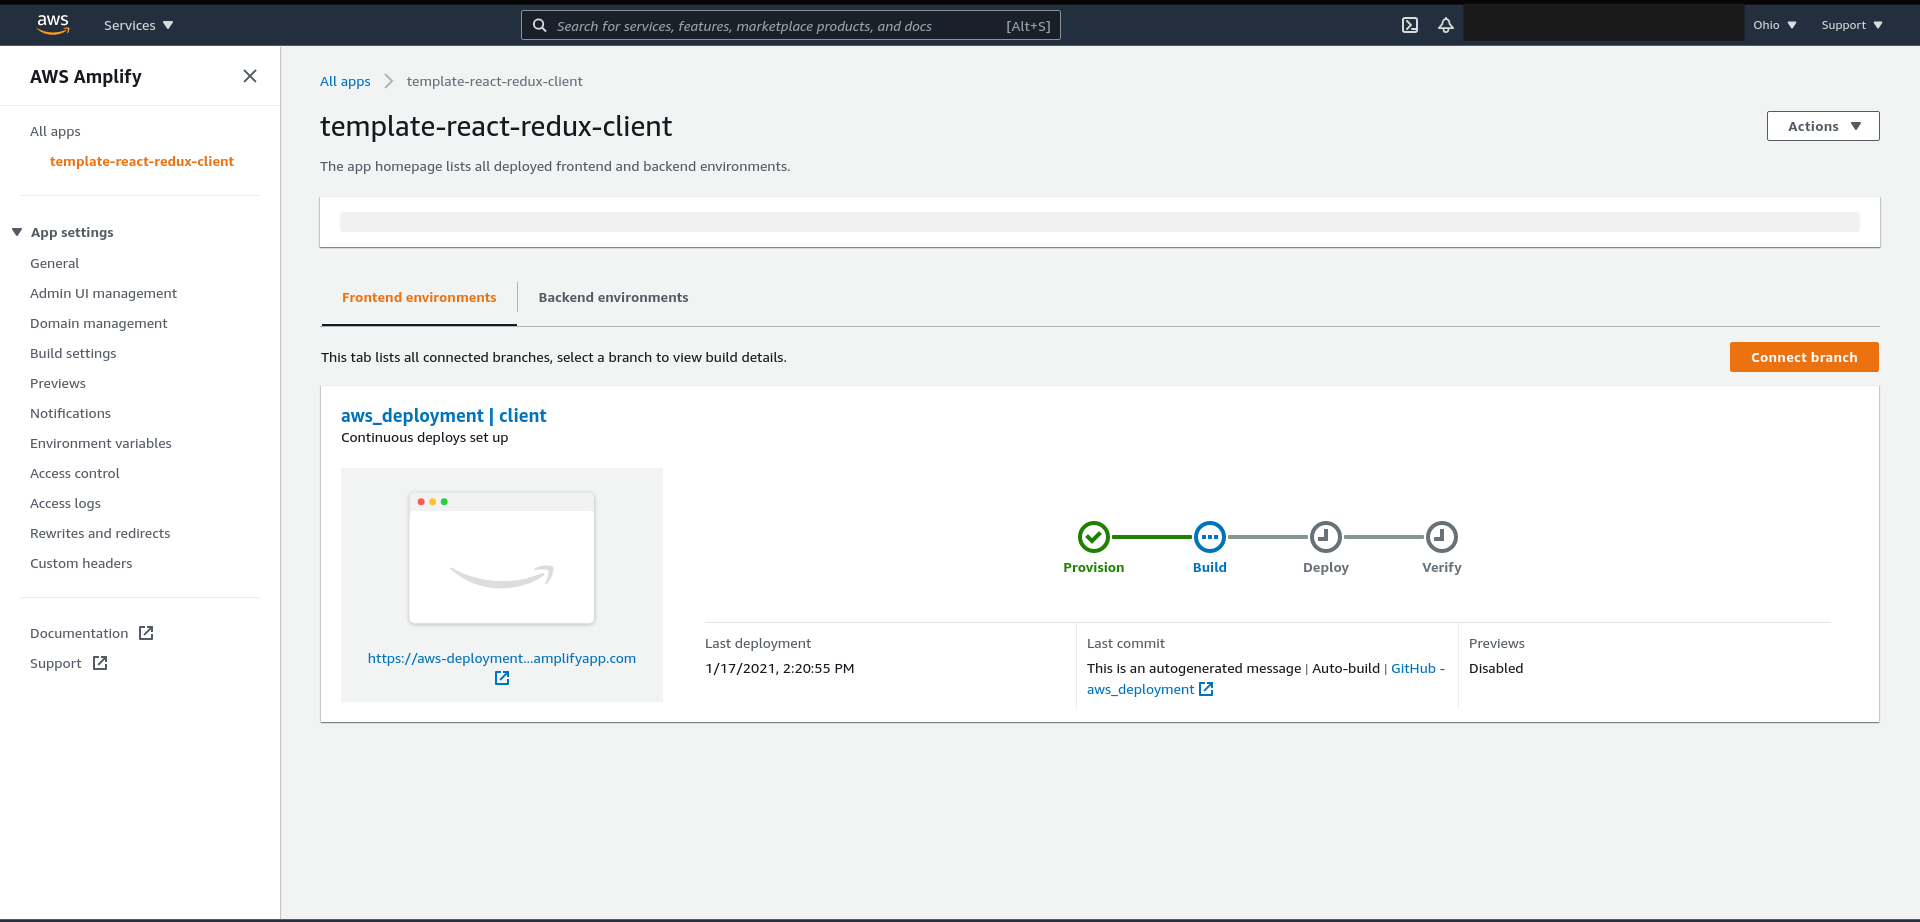 aws
Services
Search for services, features, marketplace products, and docs
[Alt+S]
Ohio
Support
AWS Amplify
All apps
template-react-redux-client
App settings
General
Admin UI management
Domain management
Build settings
Previews
Notifications
Environment variables
Access control
Access logs
Rewrites and redirects
Custom headers
Documentation
Support
All apps
template-react-redux-client
template-react-redux-client
Actions
The app homepage lists all deployed frontend and backend environments.
Frontend environments
Backend environments
This tab lists all connected branches, select a branch to view build details.
Connect branch
aws_deployment | client
Continuous deploys set up
https://aws-deployment...amplifyapp.com
Provision
Build
Deploy
Verify
Last deployment
1/17/2021, 2:20:55 PM
Last commit
This is an autogenerated message | Auto-build | GitHub -
aws_deployment
Previews
Disabled